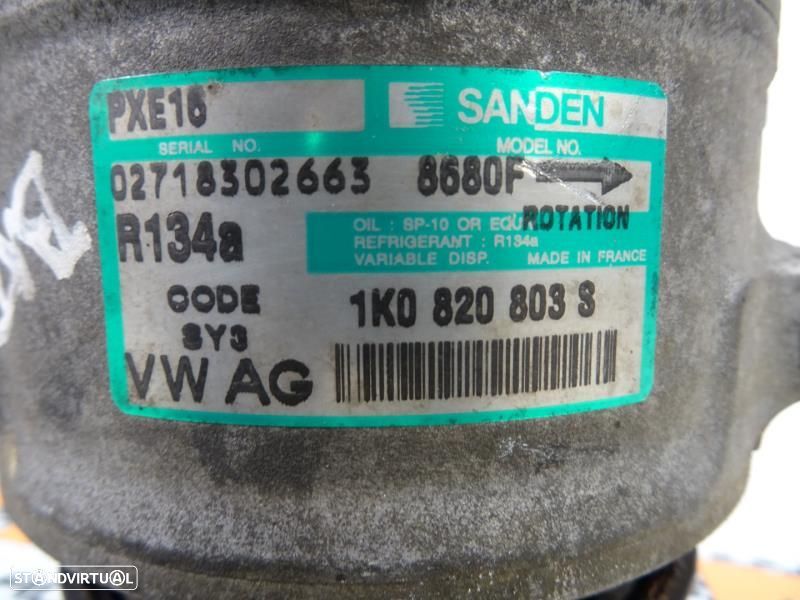 PXE16 SANDEN
SERIAL NO. MODEL NO.
02718302663 8680F
ROTATION
R134a
OIL : SP-10 OR EQU
REFRIGERANT : R134a
VARIABLE DISP. MADE IN FRANCE
CODE 1K0 820 803 S
SY3
VW AG
STANDVIRTUAL